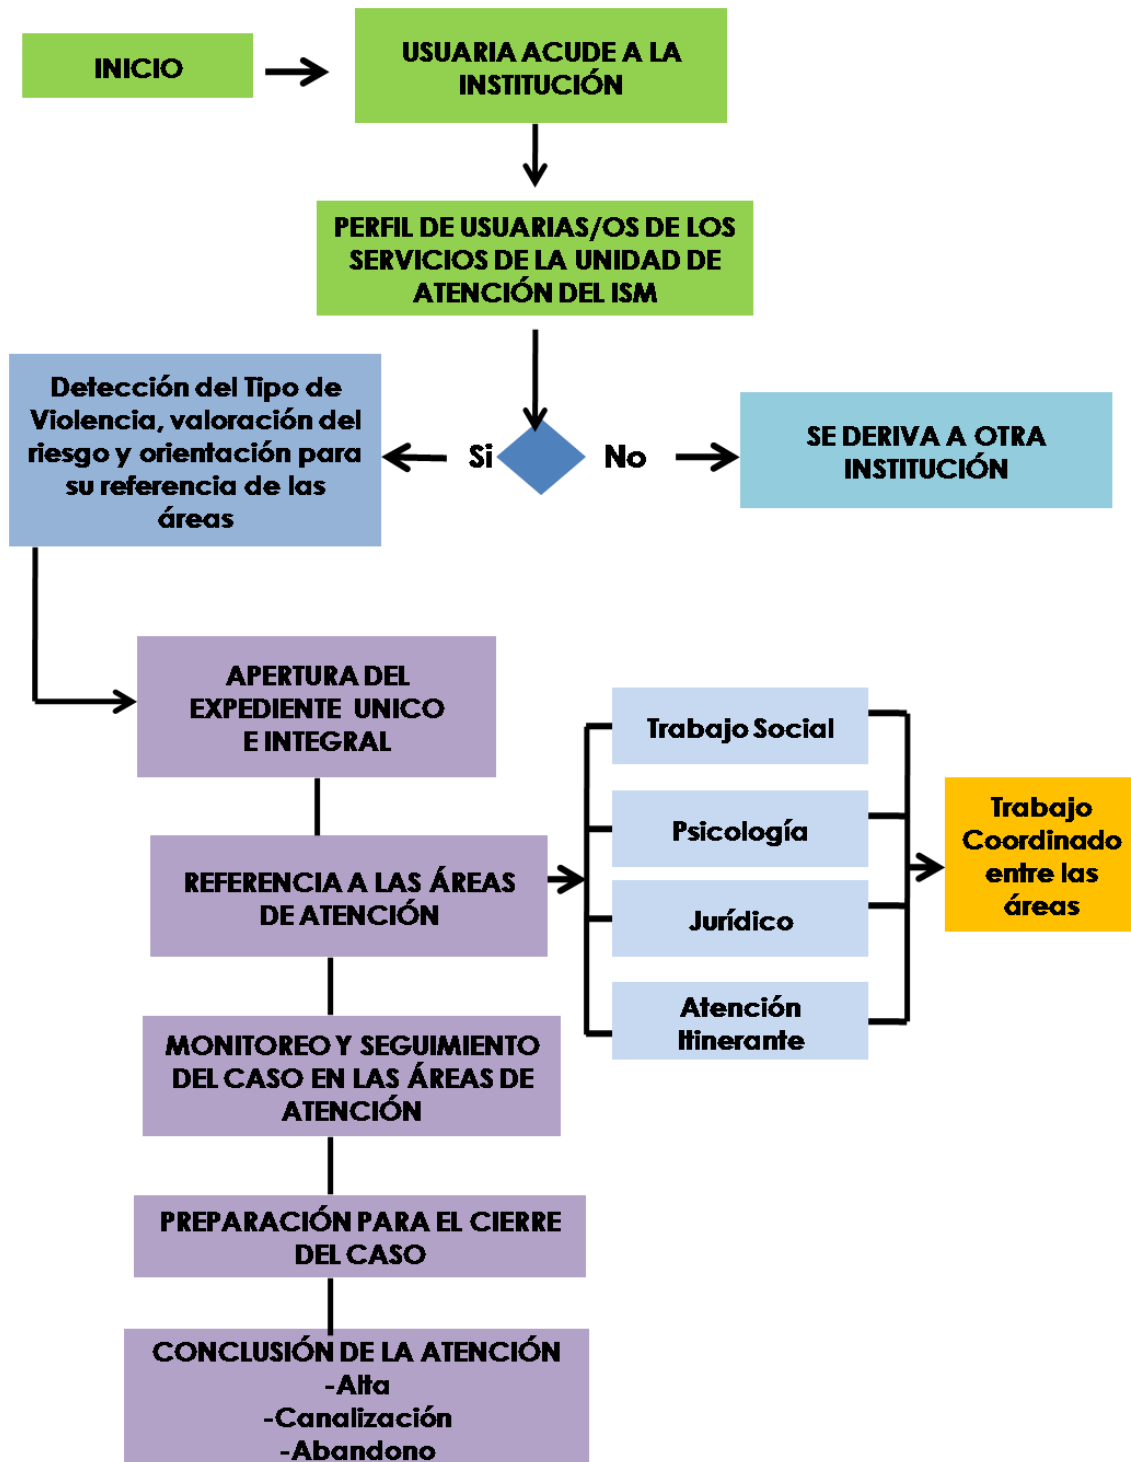 INICIO
USUARIA ACUDE A LA
INSTITUCIÓN
PERFIL DE USUARIAS/OS DE LOS
SERVICIOS DE LA UNIDAD DE
ATENCIÓN DEL ISM
Detección del Tipo de
Violencia, valoración del
riesgo y orientación para
su referencia de las
áreas
Si
No
SE DERIVA A OTRA
INSTITUCIÓN
APERTURA DEL
EXPEDIENTE UNICO
E INTEGRAL
REFERENCIA A LAS ÁREAS
DE ATENCIÓN
Trabajo Social
Psicología
Jurídico
Atención
Itinerante
Trabajo
Coordinado
entre las
áreas
MONITOREO Y SEGUIMIENTO
DEL CASO EN LAS ÁREAS DE
ATENCIÓN
PREPARACIÓN PARA EL CIERRE
DEL CASO
CONCLUSIÓN DE LA ATENCIÓN
-Alta
-Canalización
-Abandono